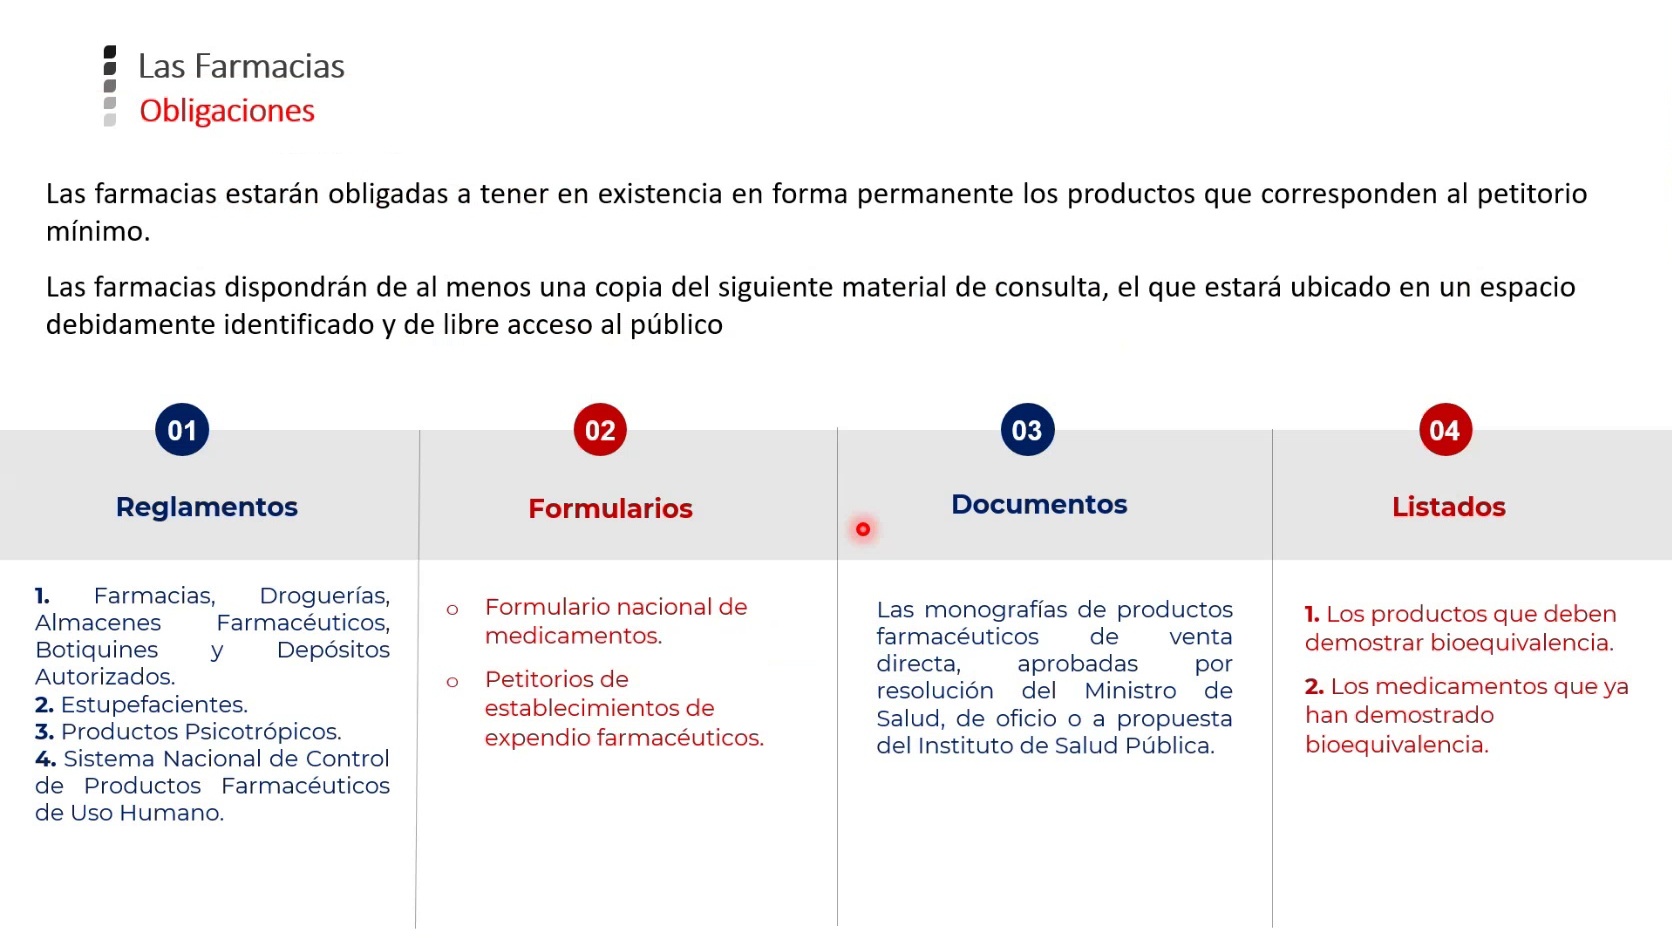 Las Farmacias
Obligaciones
Las farmacias estarán obligadas a tener en existencia en forma permanente los productos que corresponden al petitorio
mínimo.
Las farmacias dispondrán de al menos una copia del siguiente material de consulta, el que estará ubicado en un espacio
debidamente identificado y de libre acceso al público
01
Reglamentos
1. Farmacias, Droguerías,
Almacenes Farmacéuticos,
Botiquines y Depósitos
Autorizados.
2. Estupefacientes.
3. Productos Psicotrópicos.
4. Sistema Nacional de Control
de Productos Farmacéuticos
de Uso Humano.
02
Formularios
o Formulario nacional de
medicamentos.
o Petitorios de
establecimientos de
expendio farmacéuticos.
03
Documentos
Las monografías de productos
farmacéuticos de venta
directa, aprobadas por
resolución del Ministro de
Salud, de oficio o a propuesta
del Instituto de Salud Pública.
04
Listados
1. Los productos que deben
demostrar bioequivalencia.
2. Los medicamentos que ya
han demostrado
bioequivalencia.